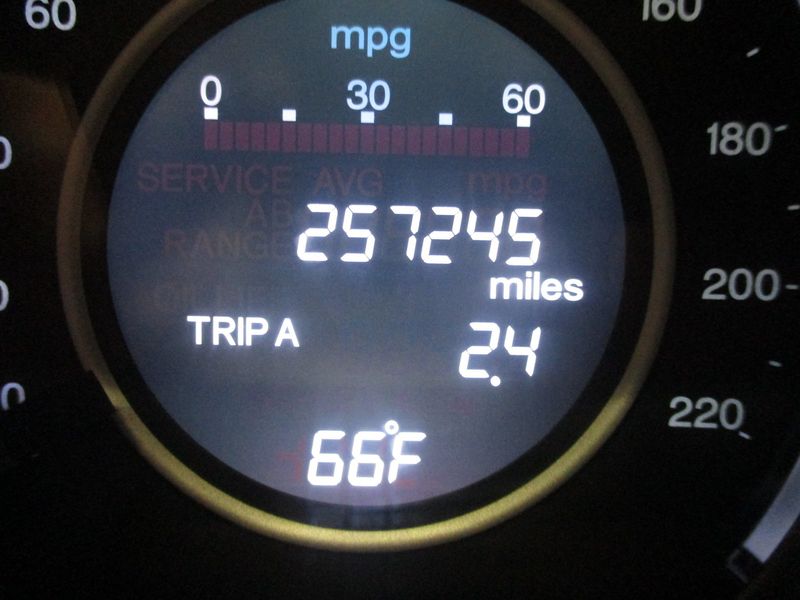 60
160
mpg
0 30 60
180
SERVICE AVG mpg
AB
RANGE
257245
miles
200
TRIP A
2.4
220
66°F